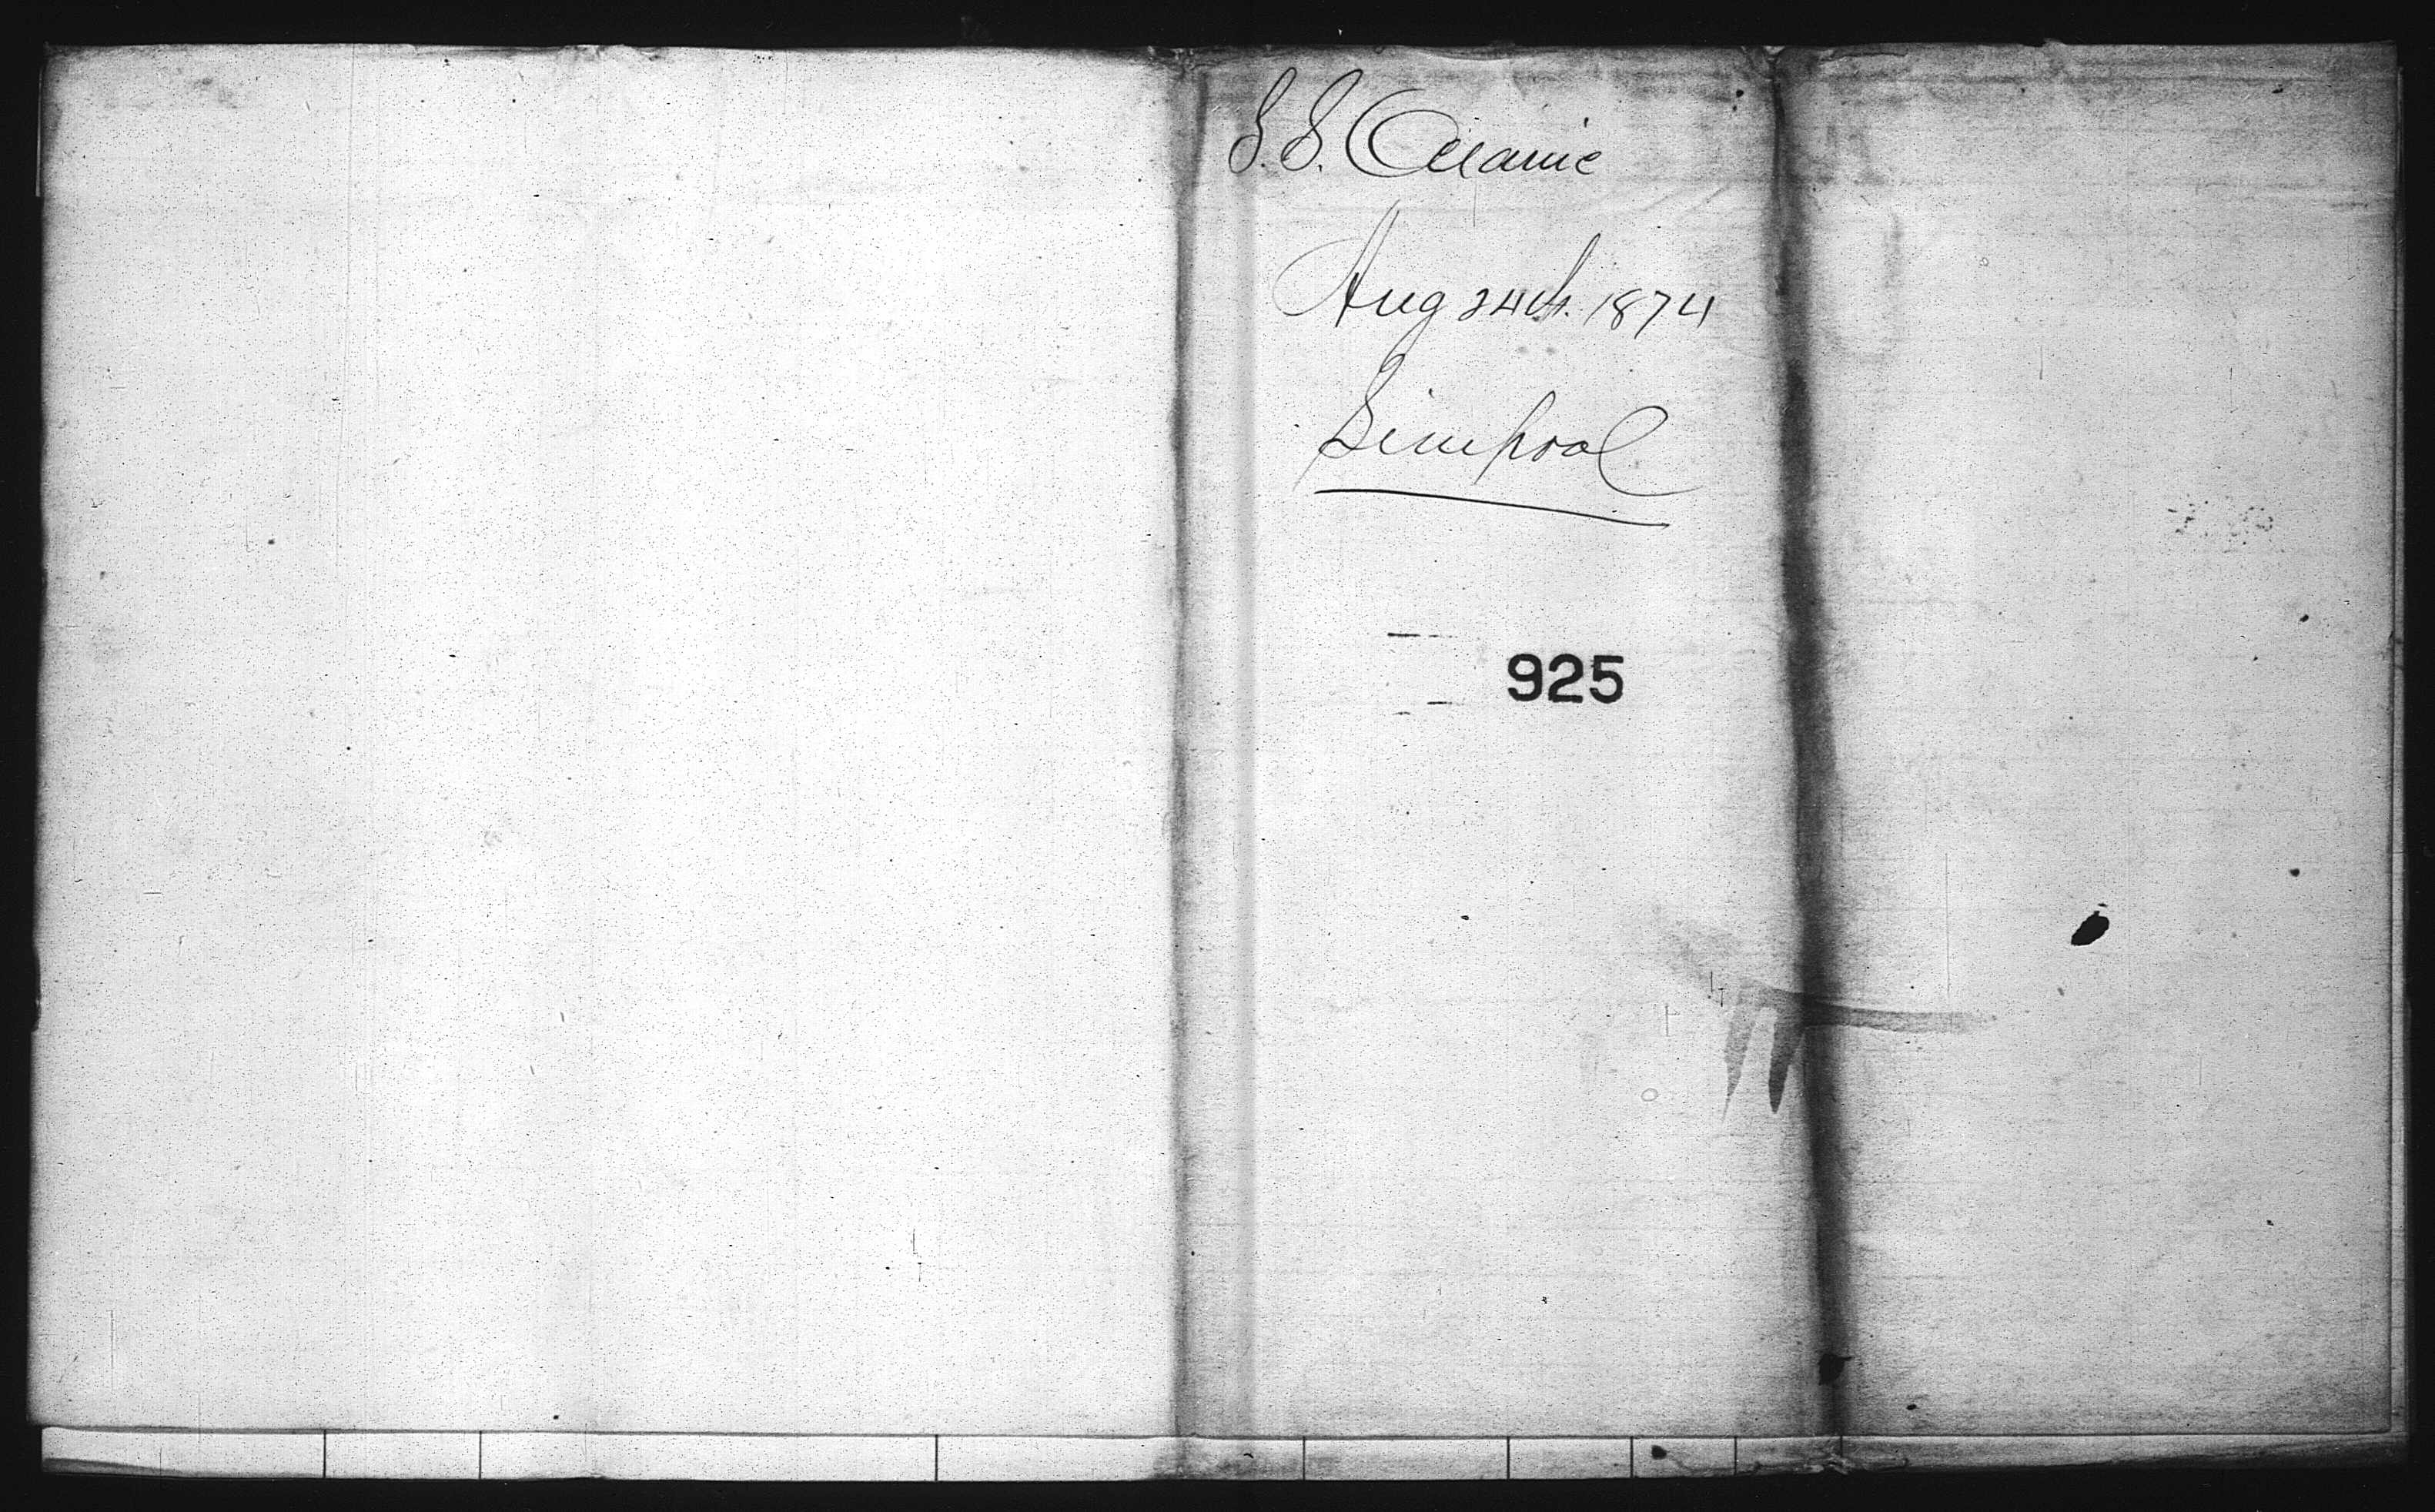 S.S. Oceanic
Aug 24th. 1874
Liverpool
925